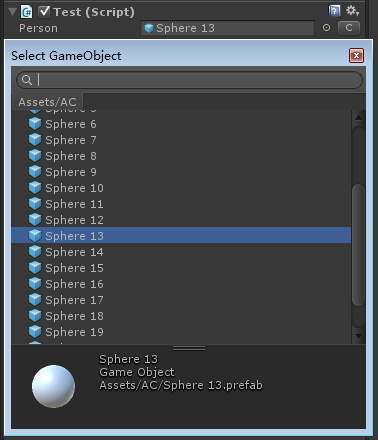 Test (Script)
Person
Sphere 13
C
Select GameObject
Assets/AC
Sphere 6
Sphere 7
Sphere 8
Sphere 9
Sphere 10
Sphere 11
Sphere 12
Sphere 13
Sphere 14
Sphere 15
Sphere 16
Sphere 17
Sphere 18
Sphere 19
Sphere 13
Game Object
Assets/AC/Sphere 13.prefab